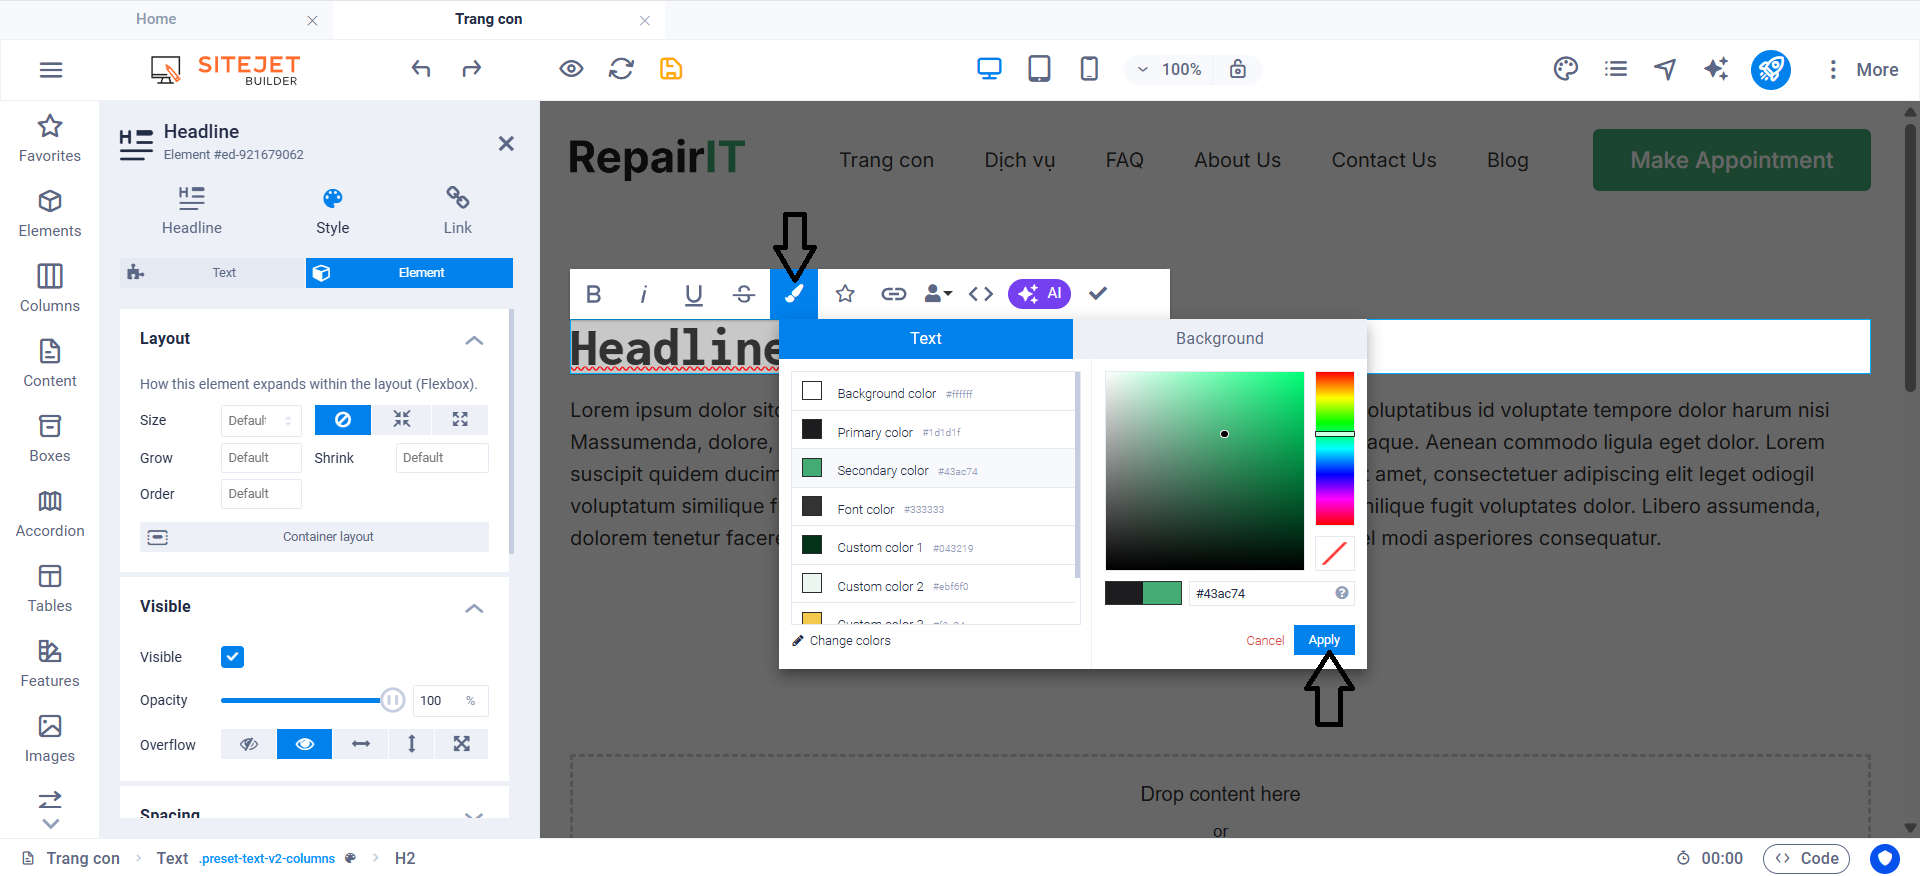 Home
Trang con
SITEJET
BUILDER
100%
More
Favorites
Elements
Columns
Content
Boxes
Accordion
Tables
Features
Images
Headline
Element #ed-921679062
Headline
Style
Link
Text
Element
Layout
How this element expands within the layout (Flexbox).
Size
Default
Grow
Default
Shrink
Default
Order
Default
Container layout
Visible
Visible
Opacity
100
%
Overflow
Spacing
RepairIT
Trang con
Dịch vụ
FAQ
About Us
Contact Us
Blog
Make Appointment
B
i
U
S
AI
Headline
Text
Background
Background color #ffffff
Primary color #1d1d1f
Secondary color #43ac74
Font color #333333
Custom color 1 #043219
Custom color 2 #ebf6f0
Change colors
#43ac74
Cancel
Apply
Lorem ipsum dolor sit
oluptatibus id voluptate tempore dolor harum nisi
Massumenda, dolore,
aque. Aenean commodo ligula eget dolor. Lorem
suscipit quidem ducim
amet, consectetuer adipiscing elit leget odiogil
voluptatum similique f
nilique fugit voluptates dolor. Libero assumenda,
dolorem tenetur facere
el modi asperiores consequatur.
Drop content here
or
Trang con
Text .preset-text-v2-columns
H2
00:00
Code